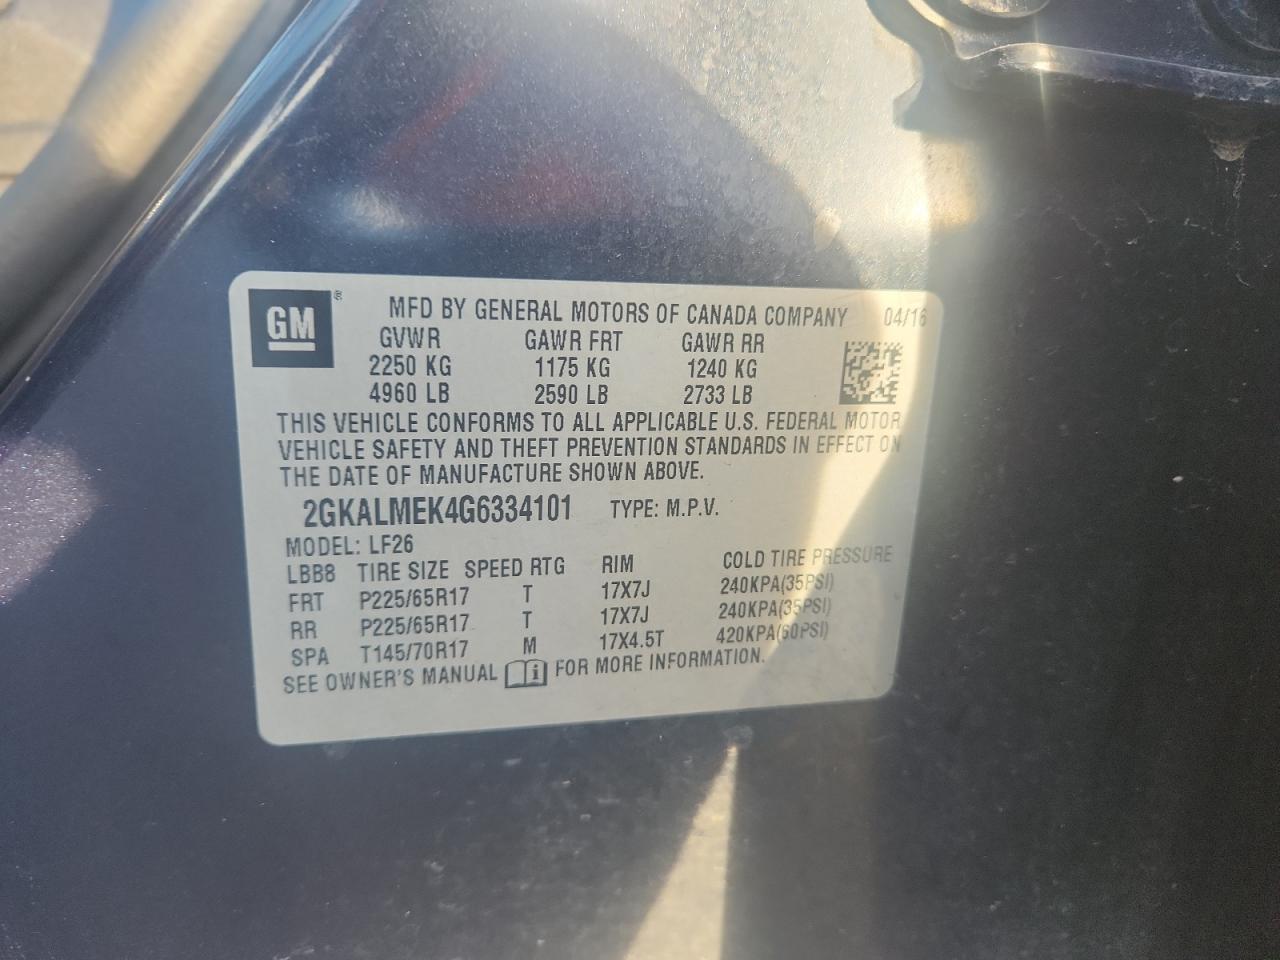 GM ® MFD BY GENERAL MOTORS OF CANADA COMPANY 04/16
GVWR GAWR FRT GAWR RR
2250 KG 1175 KG 1240 KG
4960 LB 2590 LB 2733 LB
THIS VEHICLE CONFORMS TO ALL APPLICABLE U.S. FEDERAL MOTOR
VEHICLE SAFETY AND THEFT PREVENTION STANDARDS IN EFFECT ON
THE DATE OF MANUFACTURE SHOWN ABOVE.
2GKALMEK4G6334101 TYPE: M.P.V.
MODEL: LF26
LBB8 TIRE SIZE SPEED RTG RIM COLD TIRE PRESSURE
FRT P225/65R17 T 17X7J 240KPA(35PSI)
RR P225/65R17 T 17X7J 240KPA(35PSI)
SPA T145/70R17 M 17X4.5T 420KPA(60PSI)
SEE OWNER'S MANUAL i FOR MORE INFORMATION.